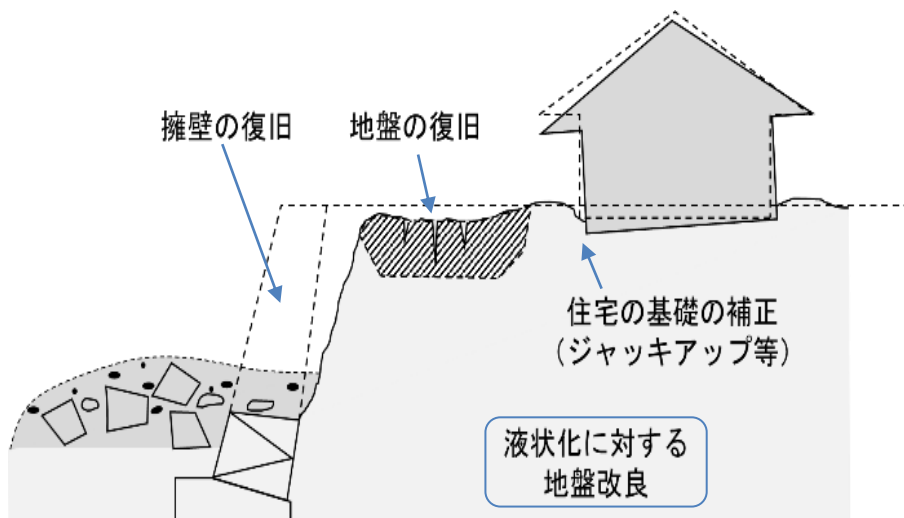 擁壁の復旧
地盤の復旧
住宅の基礎の補正
（ジャッキアップ等）
液状化に対する
地盤改良